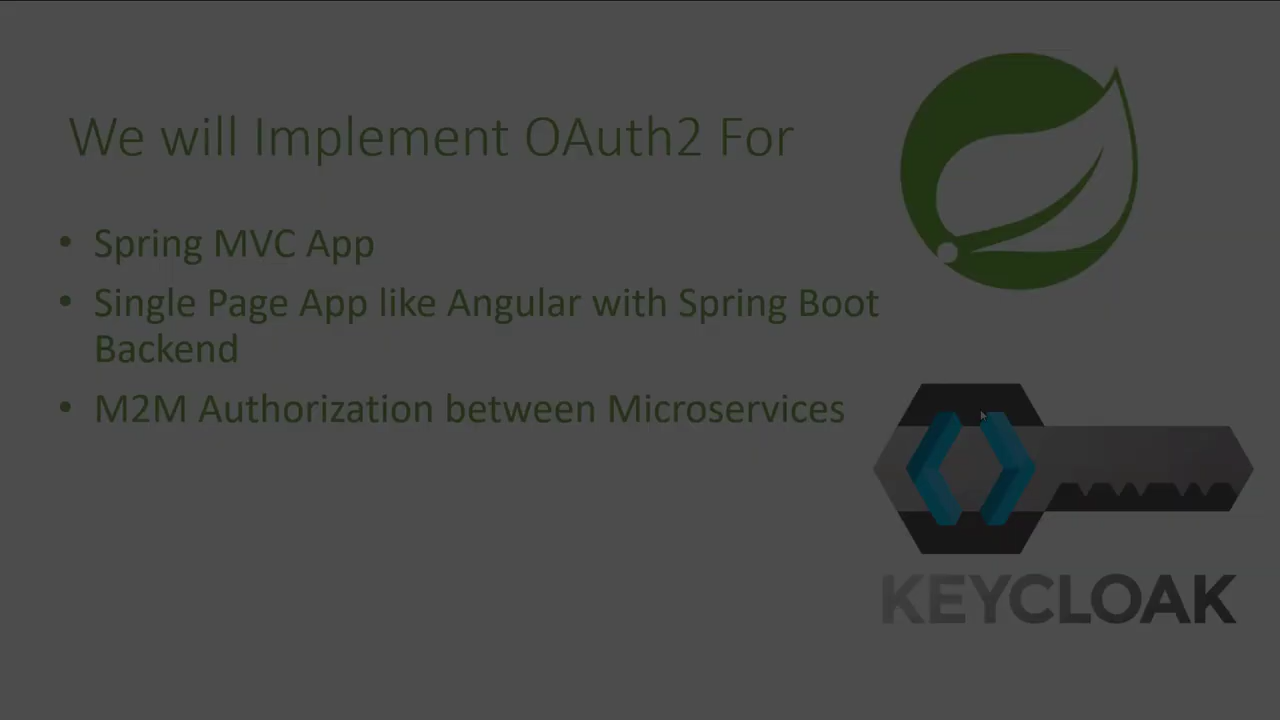 We will Implement OAuth2 For
• Spring MVC App
• Single Page App like Angular with Spring Boot
Backend
• M2M Authorization between Microservices
KEYCLOAK